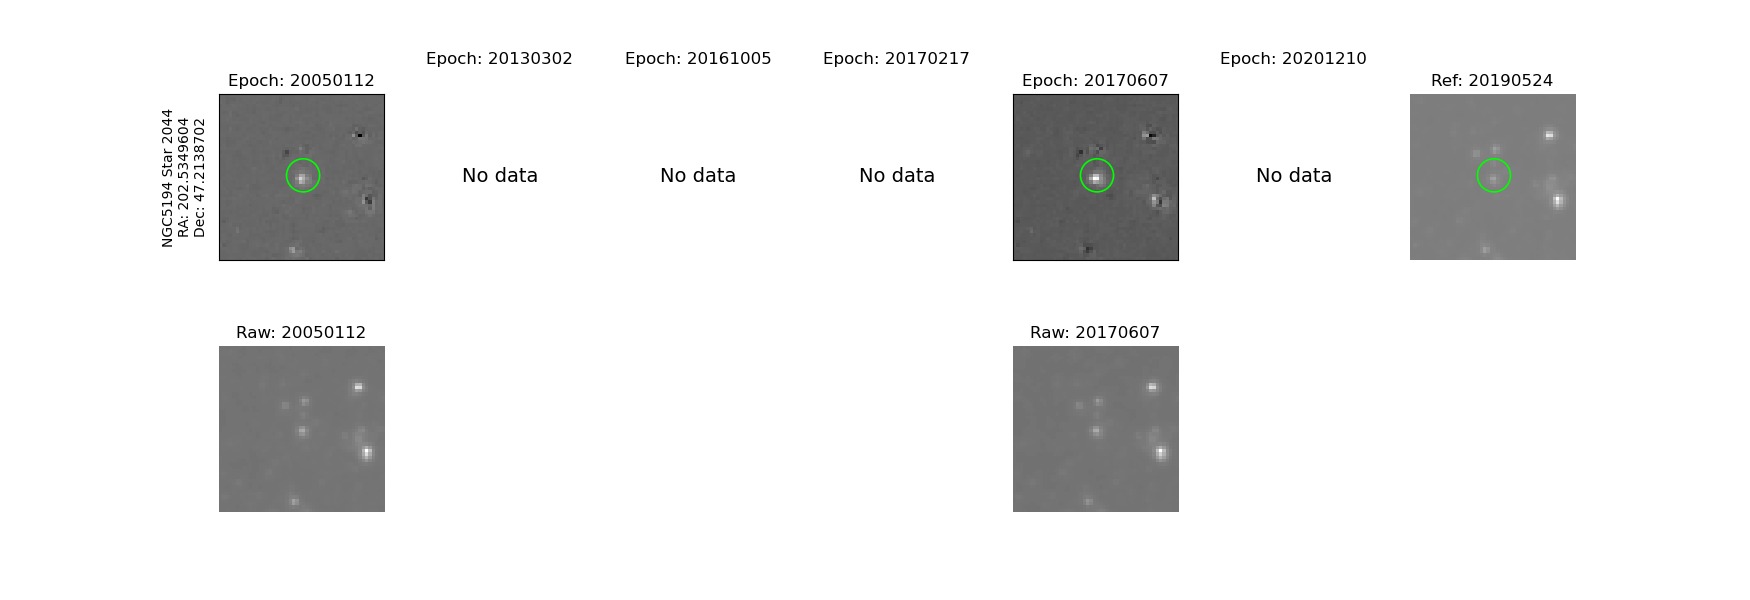 Epoch: 20130302
Epoch: 20161005
Epoch: 20170217
Epoch: 20201210
Epoch: 20050112
Epoch: 20170607
Ref: 20190524
NGC5194 Star 2044
RA: 202.5349604
Dec: 47.2138702
No data
No data
No data
No data
Raw: 20050112
Raw: 20170607